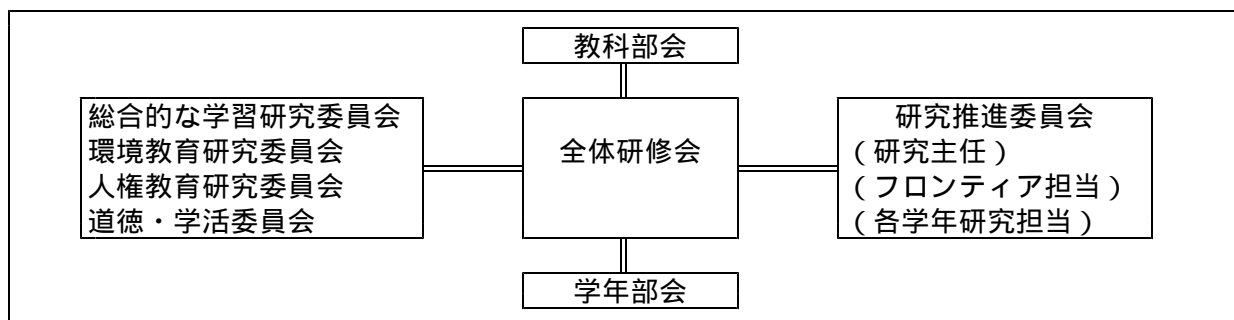 教科部会
総合的な学習研究委員会
環境教育研究委員会
人権教育研究委員会
道徳・学活委員会
全体研修会
研究推進委員会
(研究主任)
(フロンティア担当)
(各学年研究担当)
学年部会